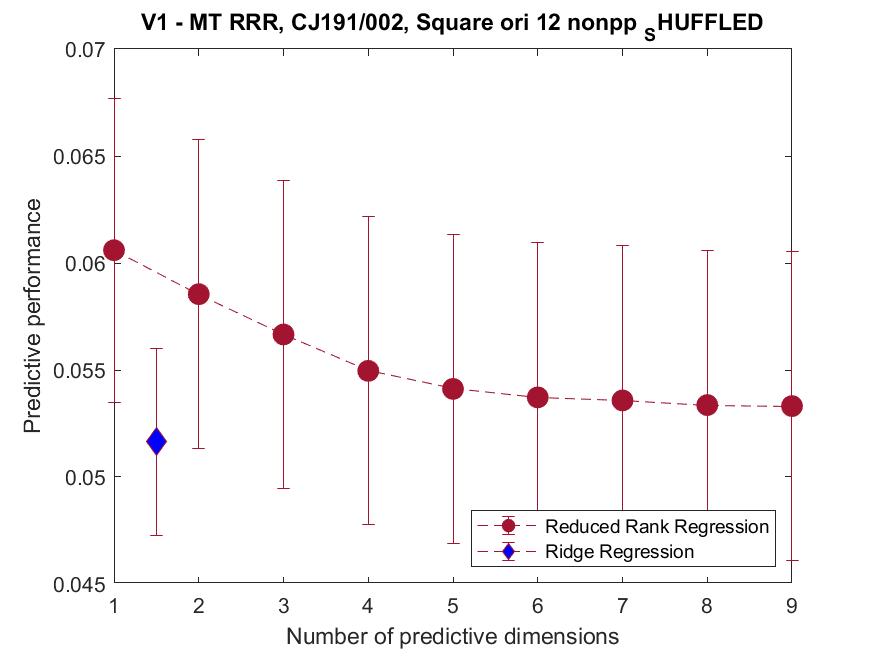 V1 - MT RRR, CJ191/002, Square ori 12 nonpp SHUFFLED
0.07
0.065
0.06
0.055
0.05
0.045
Predictive performance
Reduced Rank Regression
Ridge Regression
1 2 3 4 5 6 7 8 9
Number of predictive dimensions